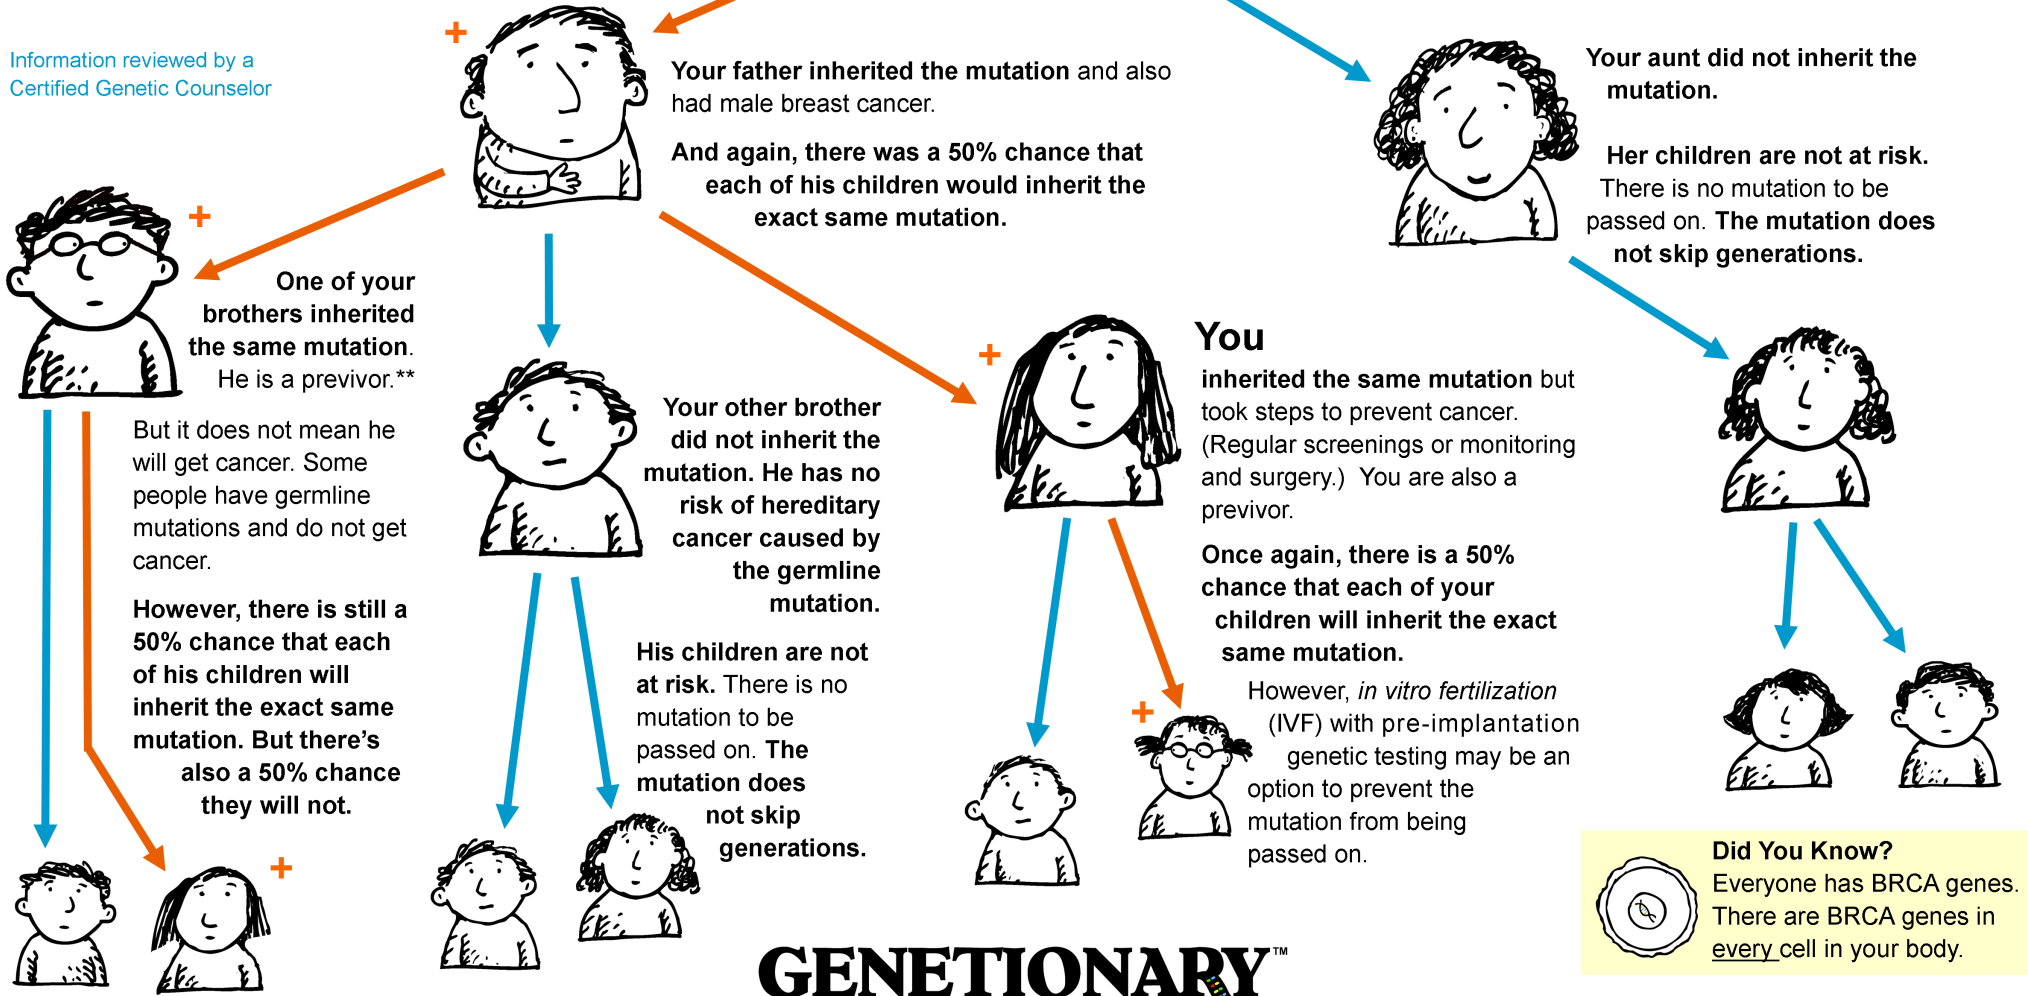 Information reviewed by a
Certified Genetic Counselor
+
Your father inherited the mutation and also
had male breast cancer.
And again, there was a 50% chance that
each of his children would inherit the
exact same mutation.
Your aunt did not inherit the
mutation.
Her children are not at risk.
There is no mutation to be
passed on. The mutation does
not skip generations.
+
One of your
brothers inherited
the same mutation.
He is a previvor.**
But it does not mean he
will get cancer. Some
people have germline
mutations and do not get
cancer.
However, there is still a
50% chance that each
of his children will
inherit the exact same
mutation. But there’s
also a 50% chance
they will not.
+
Your other brother
did not inherit the
mutation. He has no
risk of hereditary
cancer caused by
the germline
mutation.
His children are not
at risk. There is no
mutation to be
passed on. The
mutation does
not skip
generations.
+
You
inherited the same mutation but
took steps to prevent cancer.
(Regular screenings or monitoring
and surgery.) You are also a
previvor.
Once again, there is a 50%
chance that each of your
children will inherit the exact
same mutation.
+
However, in vitro fertilization
(IVF) with pre-implantation
genetic testing may be an
option to prevent the
mutation from being
passed on.
Did You Know?
Everyone has BRCA genes.
There are BRCA genes in
every cell in your body.
GENETIONARY™